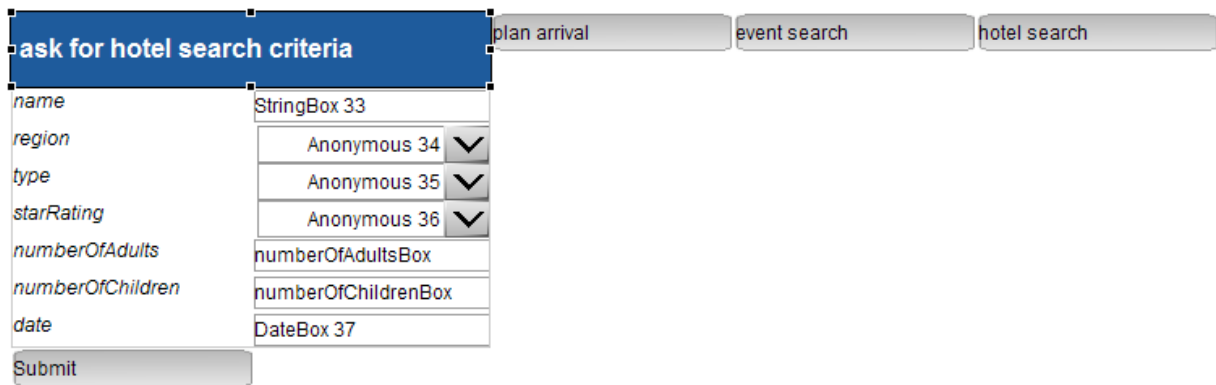 ask for hotel search criteria plan arrival event search hotel search
name StringBox 33
region Anonymous 34
type Anonymous 35
starRating Anonymous 36
numberOfAdults numberOfAdultsBox
numberOfChildren numberOfChildrenBox
date DateBox 37
Submit